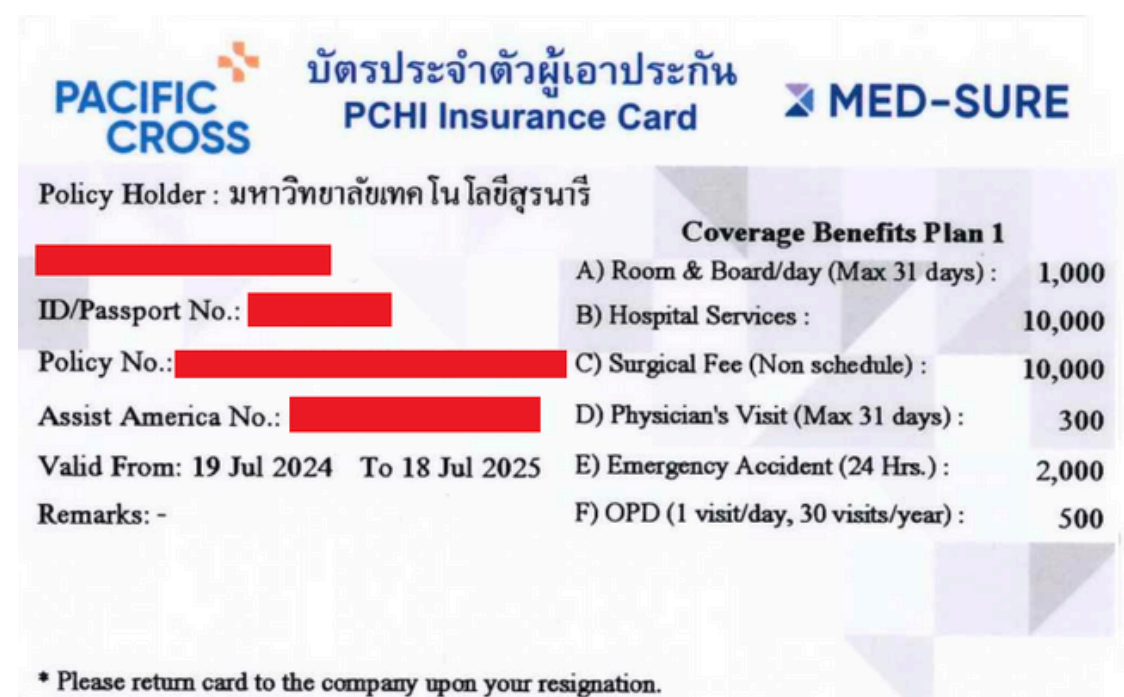 PACIFIC CROSS
บัตรประจำตัวผู้เอาประกัน
PCHI Insurance Card
MED-SURE
Policy Holder : มหาวิทยาลัยเทคโนโลยีสุรนารี
ID/Passport No.:
Policy No.:
Assist America No.:
Valid From: 19 Jul 2024 To 18 Jul 2025
Remarks: -
Coverage Benefits Plan 1
A) Room & Board/day (Max 31 days) : 1,000
B) Hospital Services : 10,000
C) Surgical Fee (Non schedule) : 10,000
D) Physician's Visit (Max 31 days) : 300
E) Emergency Accident (24 Hrs.) : 2,000
F) OPD (1 visit/day, 30 visits/year) : 500
* Please return card to the company upon your resignation.